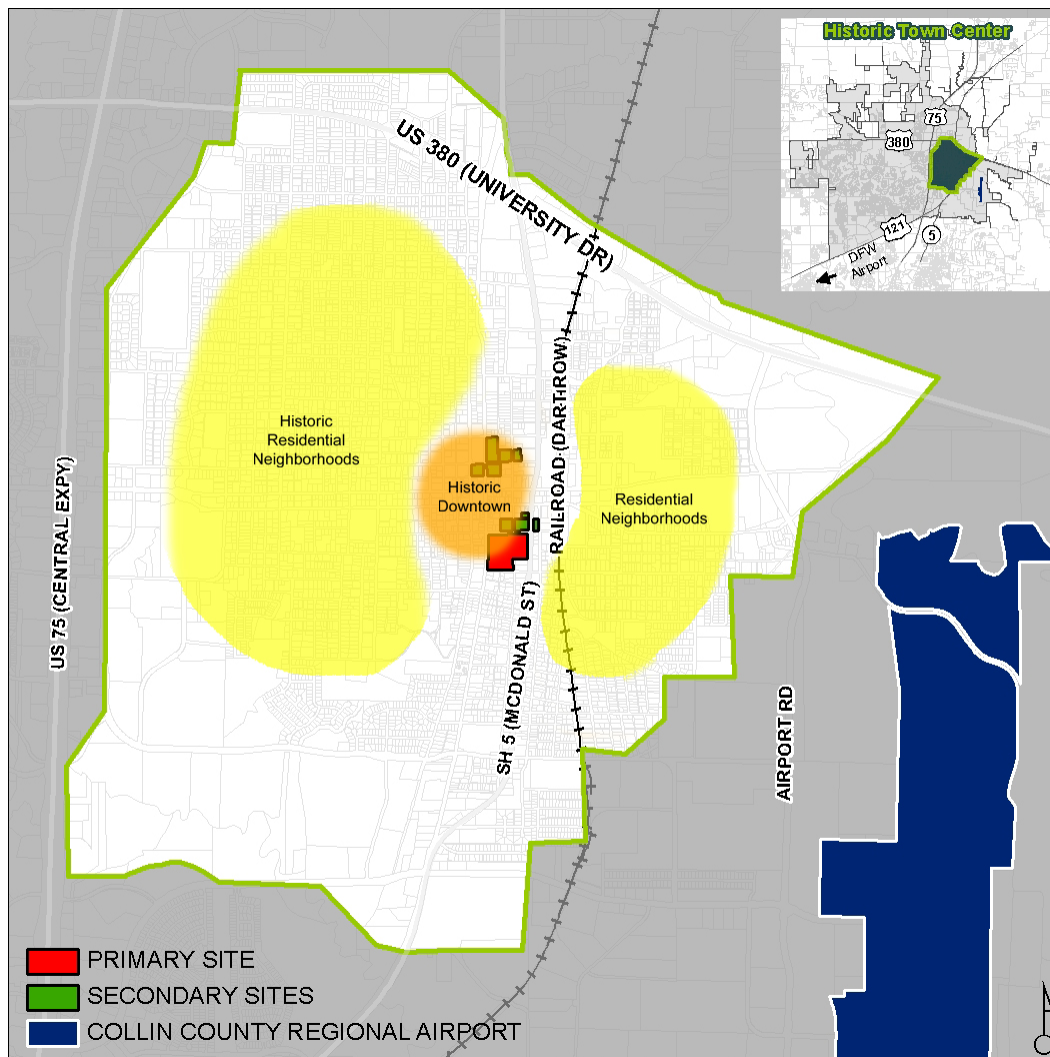 Historic Town Center
75
380
121
5
DFW
Airport
US 380 (UNIVERSITY DR)
Historic
Residential
Neighborhoods
Historic
Downtown
Residential
Neighborhoods
RAILROAD (DART ROW)
US 75 (CENTRAL EXPY)
SH 5 (MCDONALD ST)
AIRPORT RD
PRIMARY SITE
SECONDARY SITES
COLLIN COUNTY REGIONAL AIRPORT